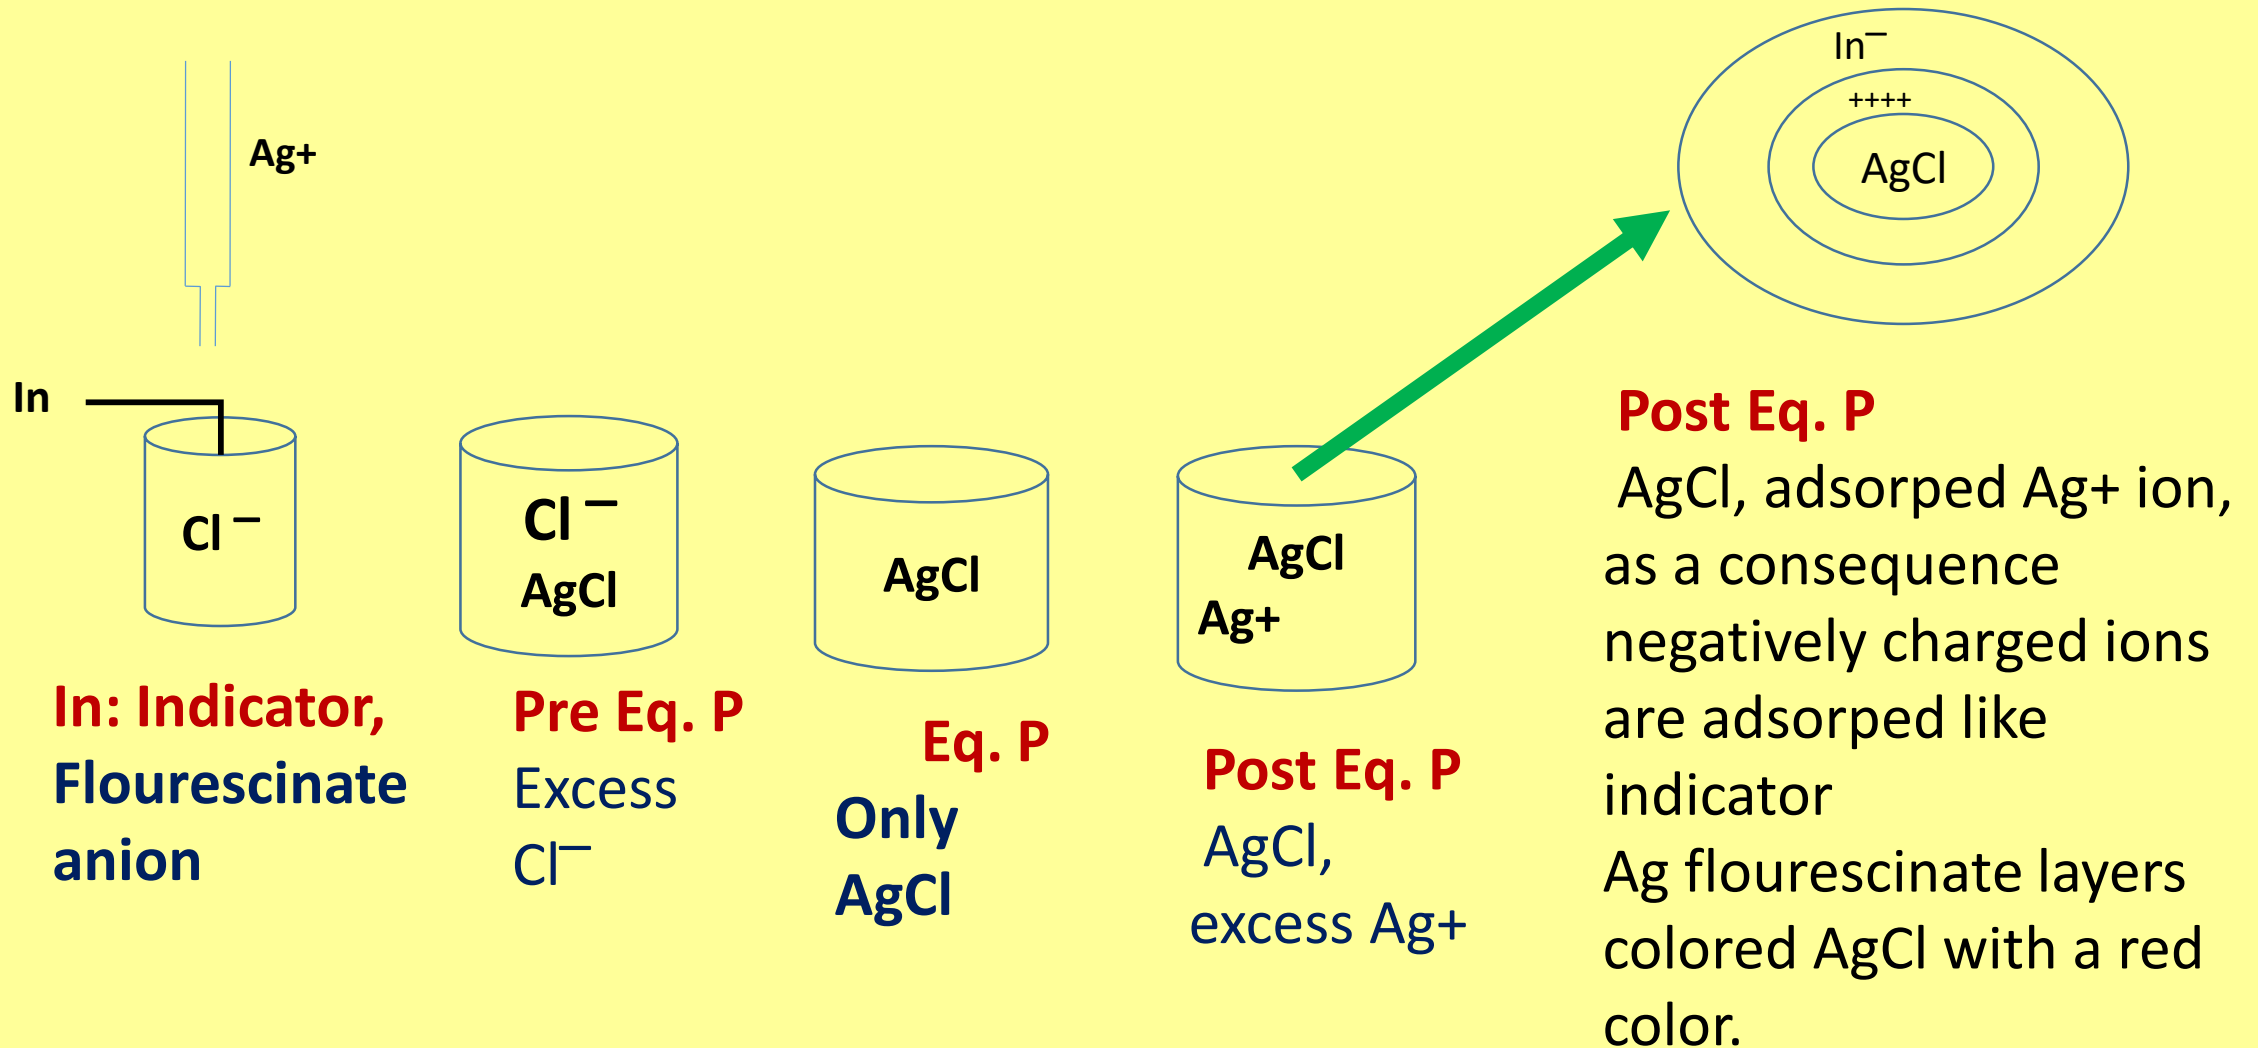 Ag+
In
Cl –
In: Indicator,
Flourescinate
anion
Cl –
AgCl
Pre Eq. P
Excess
Cl–
AgCl
Eq. P
Only
AgCl
AgCl
Ag+
Post Eq. P
AgCl,
excess Ag+
In–
++++
AgCl
Post Eq. P
AgCl, adsorped Ag+ ion,
as a consequence
negatively charged ions
are adsorped like
indicator
Ag flourescinate layers
colored AgCl with a red
color.